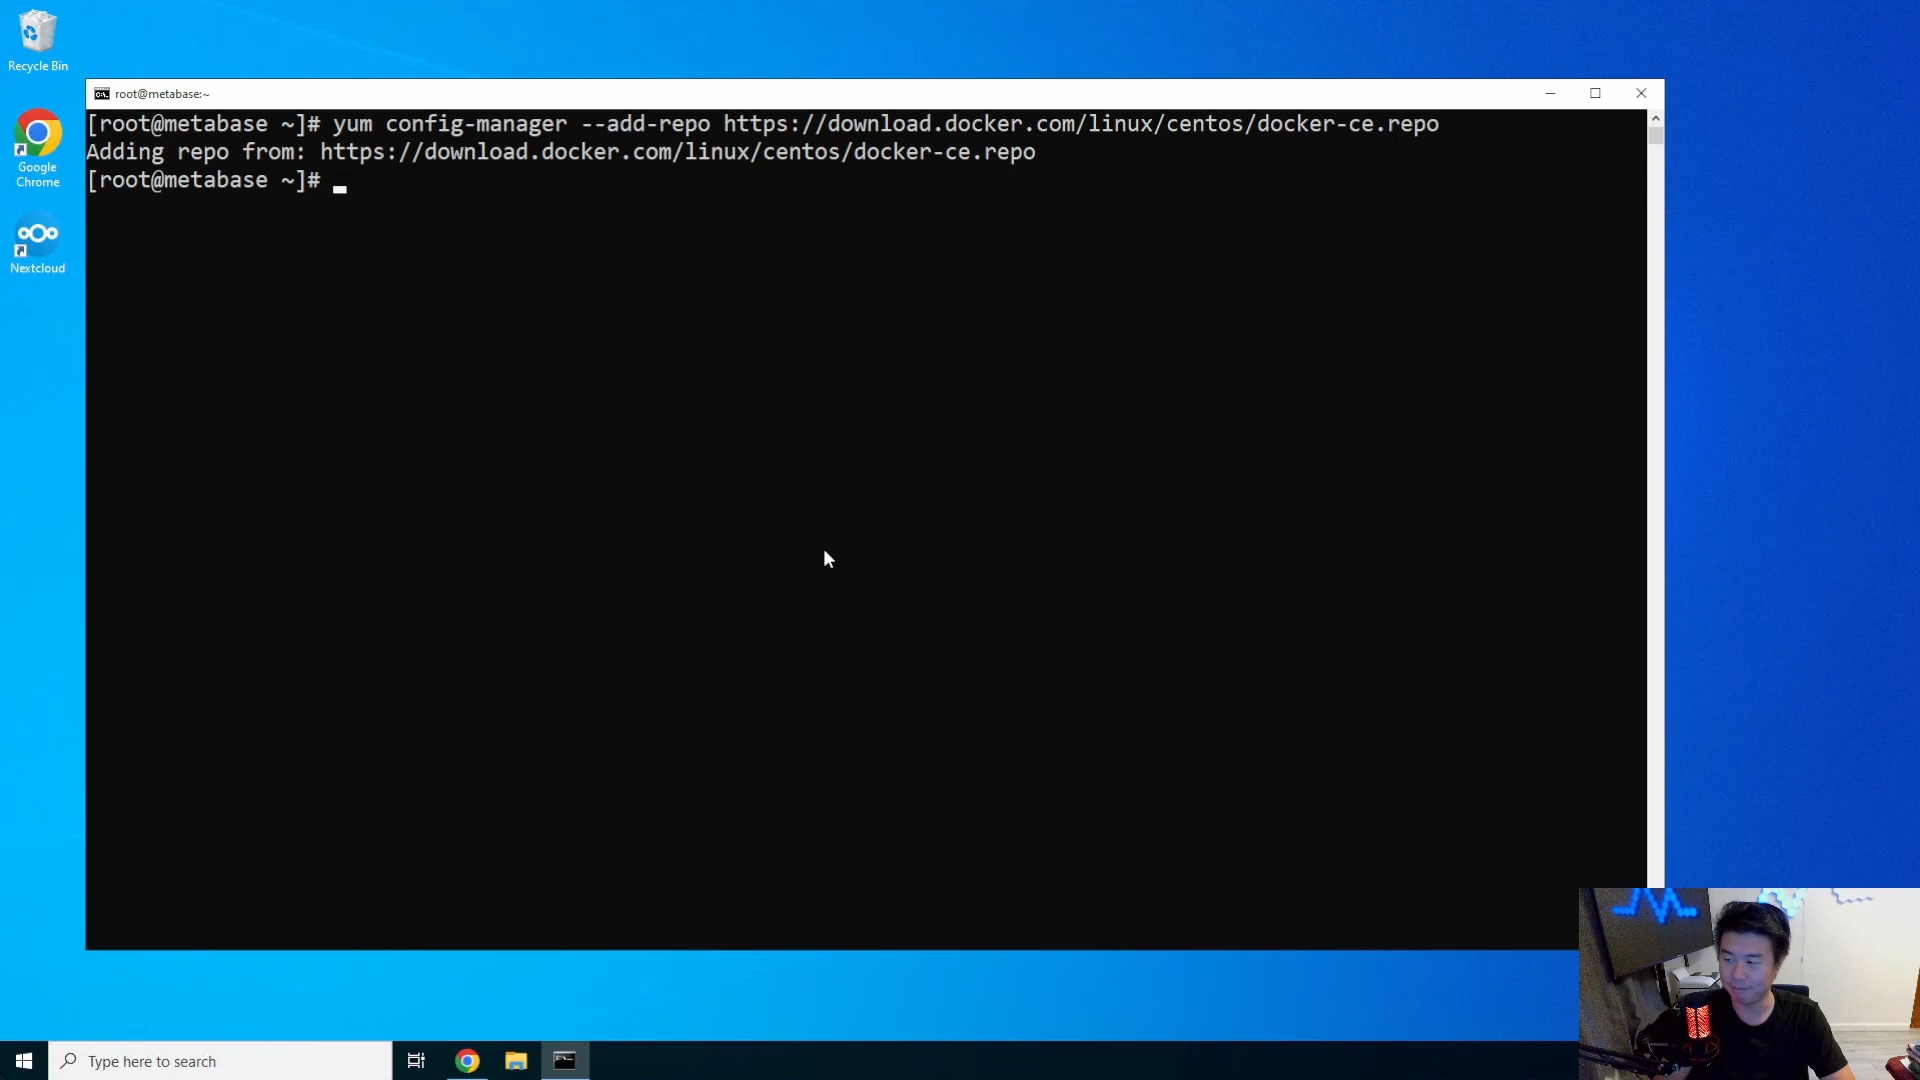 Recycle Bin
Google
Chrome
Nextcloud
root@metabase:~
[root@metabase ~]# yum config-manager --add-repo https://download.docker.com/linux/centos/docker-ce.repo
Adding repo from: https://download.docker.com/linux/centos/docker-ce.repo
[root@metabase ~]#
Type here to search